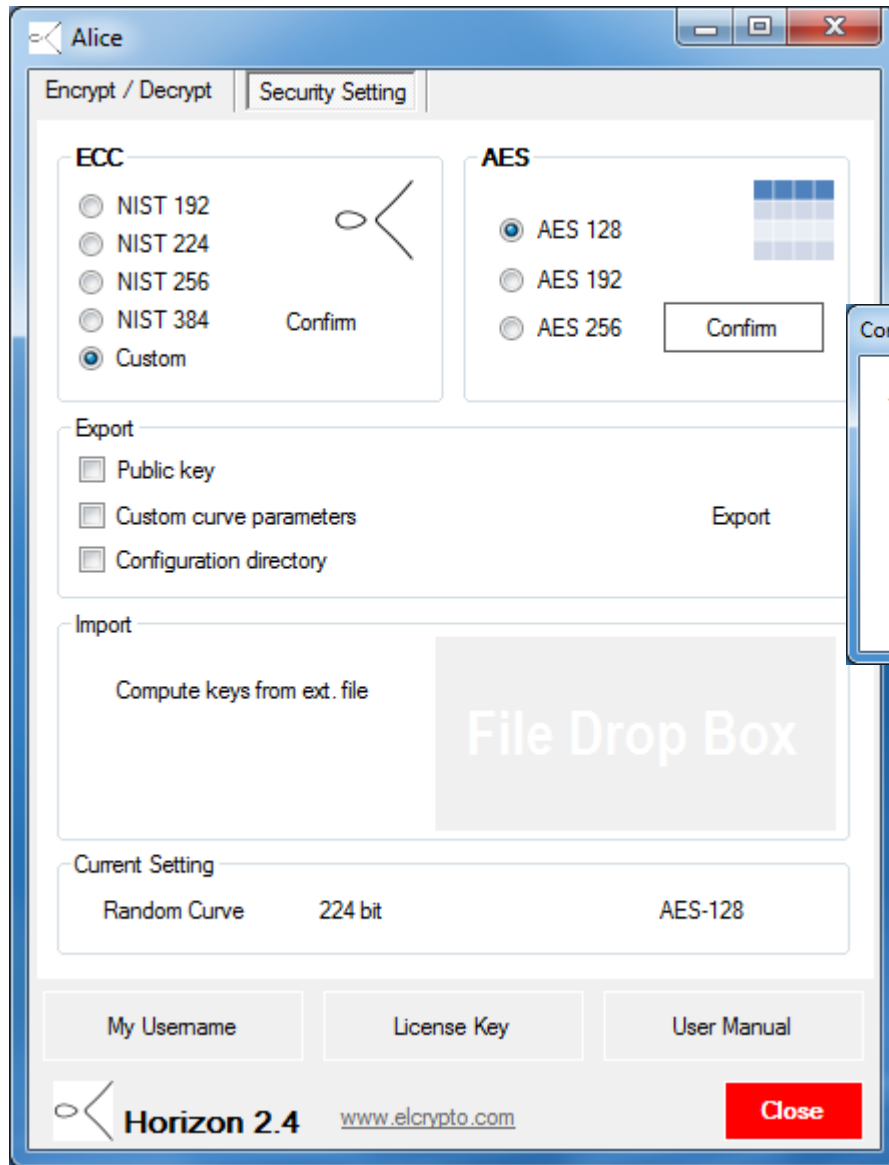 Alice
Encrypt / Decrypt Security Setting
ECC
NIST 192
NIST 224
NIST 256
NIST 384
Custom
Confirm
AES
AES 128
AES 192
AES 256
Confirm
Export
Public key
Custom curve parameters
Configuration directory
Export
Import
Compute keys from ext. file
File Drop Box
Current Setting
Random Curve 224 bit AES-128
My Username License Key User Manual
Horizon 2.4 www.elcrypto.com Close